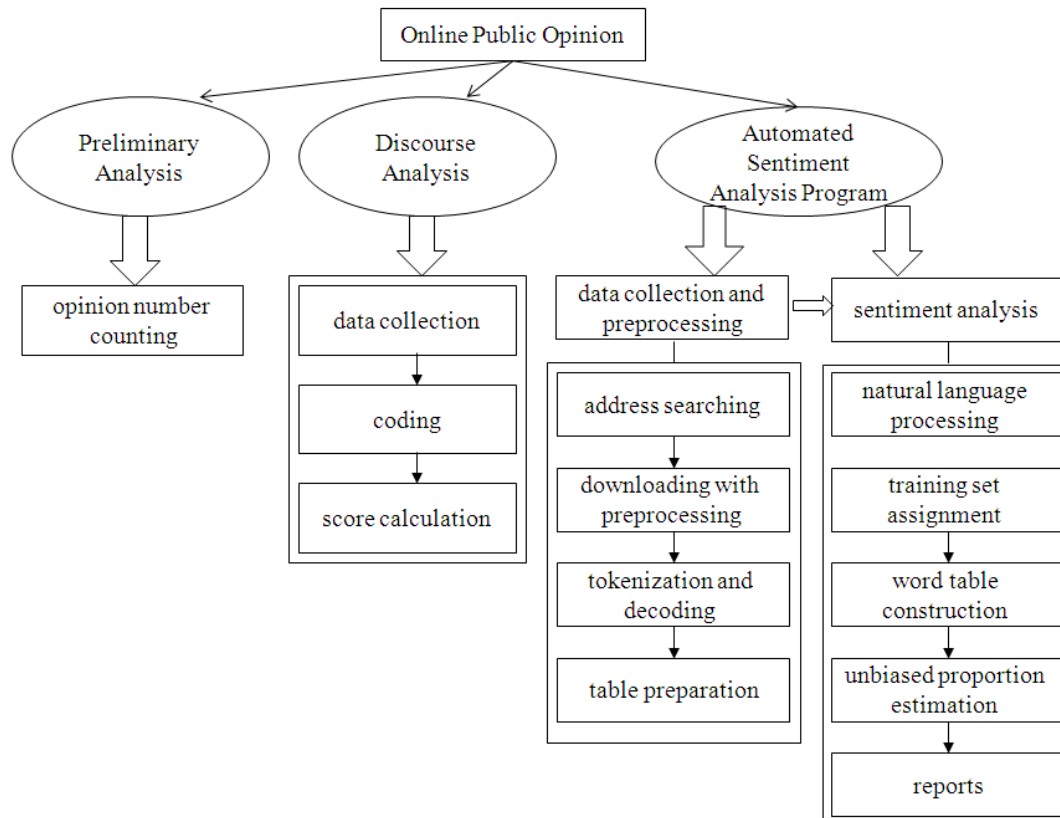 Online Public Opinion
Preliminary
Analysis
Discourse
Analysis
Automated
Sentiment
Analysis Program
opinion number
counting
data collection
coding
score calculation
data collection and
preprocessing
sentiment analysis
address searching
downloading with
preprocessing
tokenization and
decoding
table preparation
natural language
processing
training set
assignment
word table
construction
unbiased proportion
estimation
reports